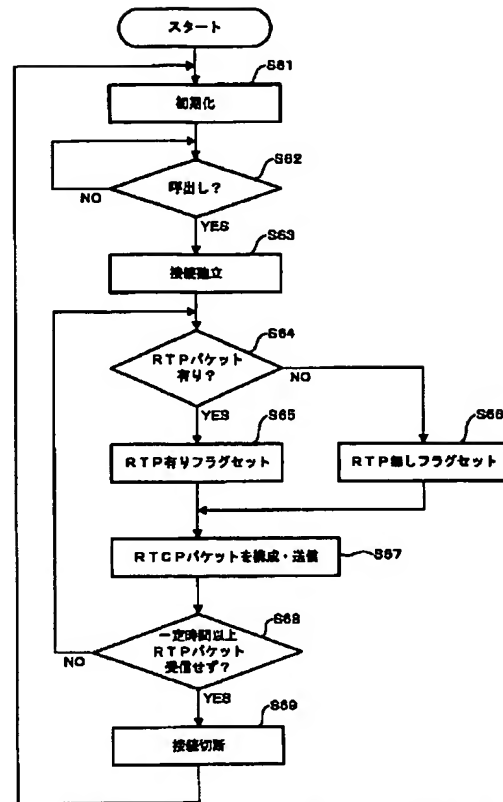 スタート
S61
初期化
S62
呼出し?
NO
YES
S63
接続確立
S64
RTPパケット
有り?
NO
YES
S65
S66
RTP有りフラグセット
RTP無しフラグセット
RTCPパケットを構成・送信
S67
S68
一定時間以上
RTPパケット
受信せず?
NO
YES
S69
接続切断